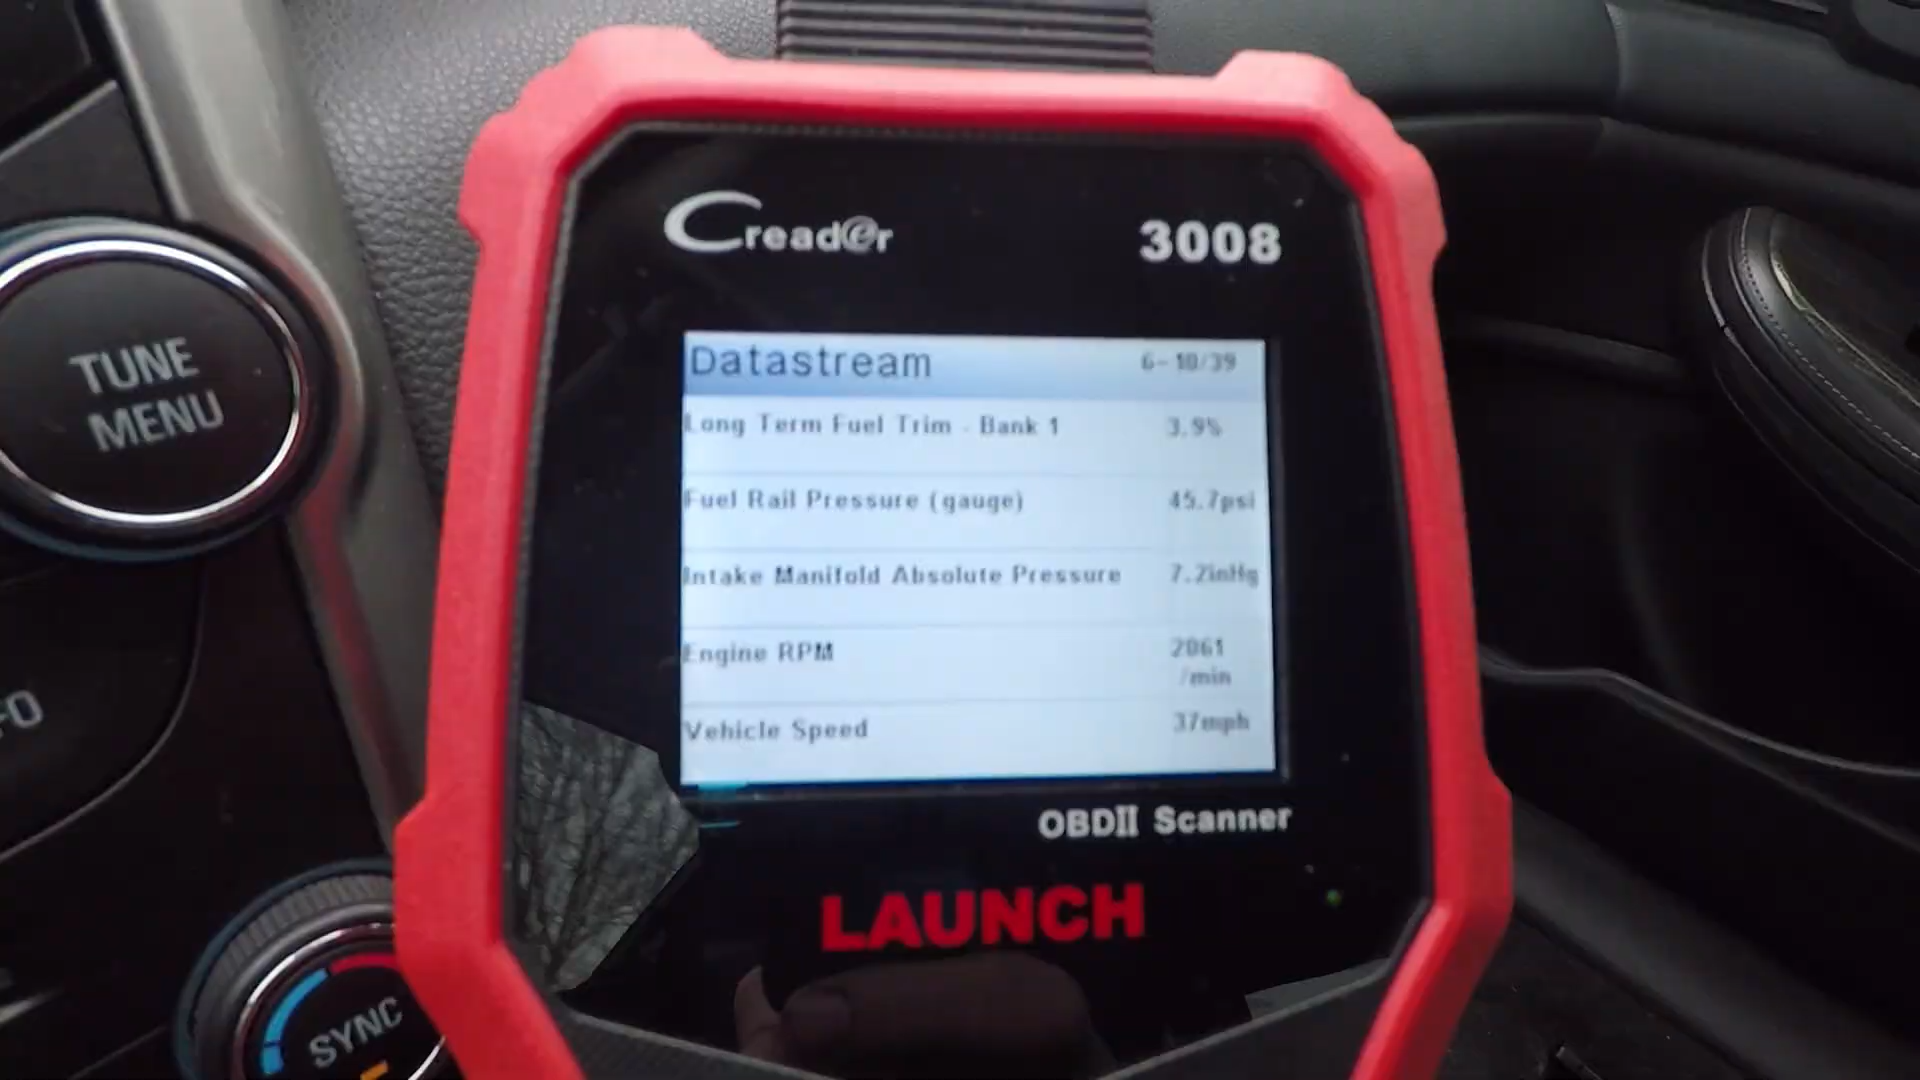 TUNE
MENU
FO
SYNC
Creader
3008
Datastream 6-10/39
Long Term Fuel Trim - Bank 1 3.9%
Fuel Rail Pressure (gauge) 45.7psi
Intake Manifold Absolute Pressure 7.2inHg
Engine RPM 2061
/min
Vehicle Speed 37mph
OBDII Scanner
LAUNCH